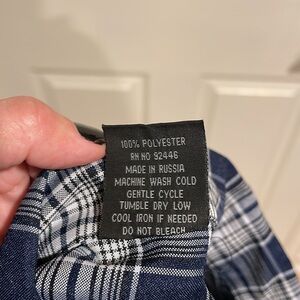 100% POLYESTER
RN NO 92446
MADE IN RUSSIA
MACHINE WASH COLD
GENTLE CYCLE
TUMBLE DRY LOW
COOL IRON IF NEEDED
DO NOT BLEACH